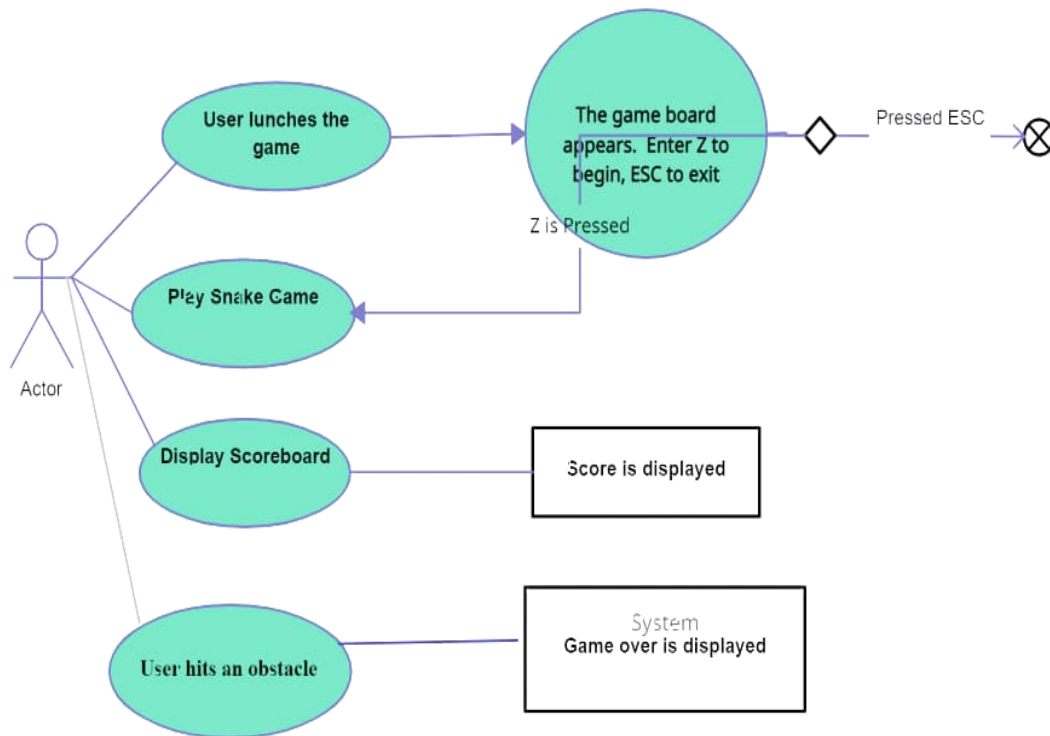 User lunches the
game
The game board
appears. Enter Z to
begin, ESC to exit
Pressed ESC
Z is Pressed
Play Snake Game
Actor
Display Scoreboard
Score is displayed
System
Game over is displayed
User hits an obstacle